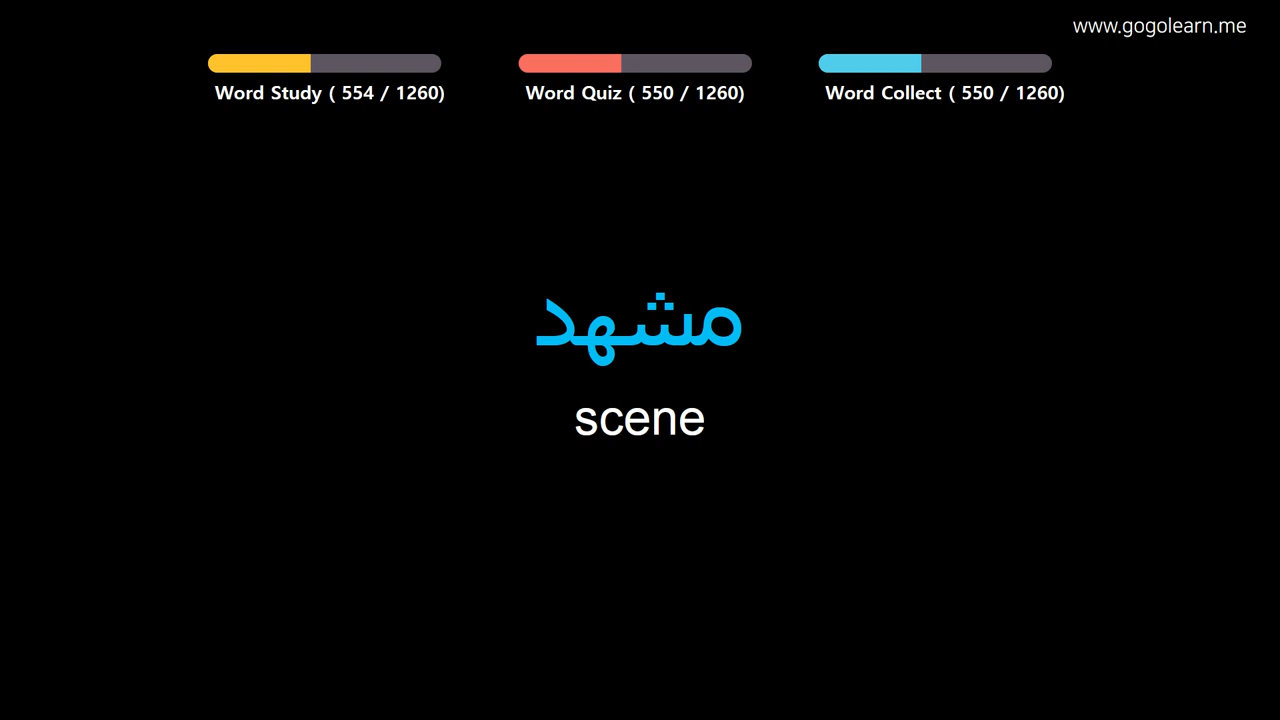 www.gogolearn.me
Word Study ( 554 / 1260)
Word Quiz ( 550 / 1260)
Word Collect ( 550 / 1260)
مشهد
scene